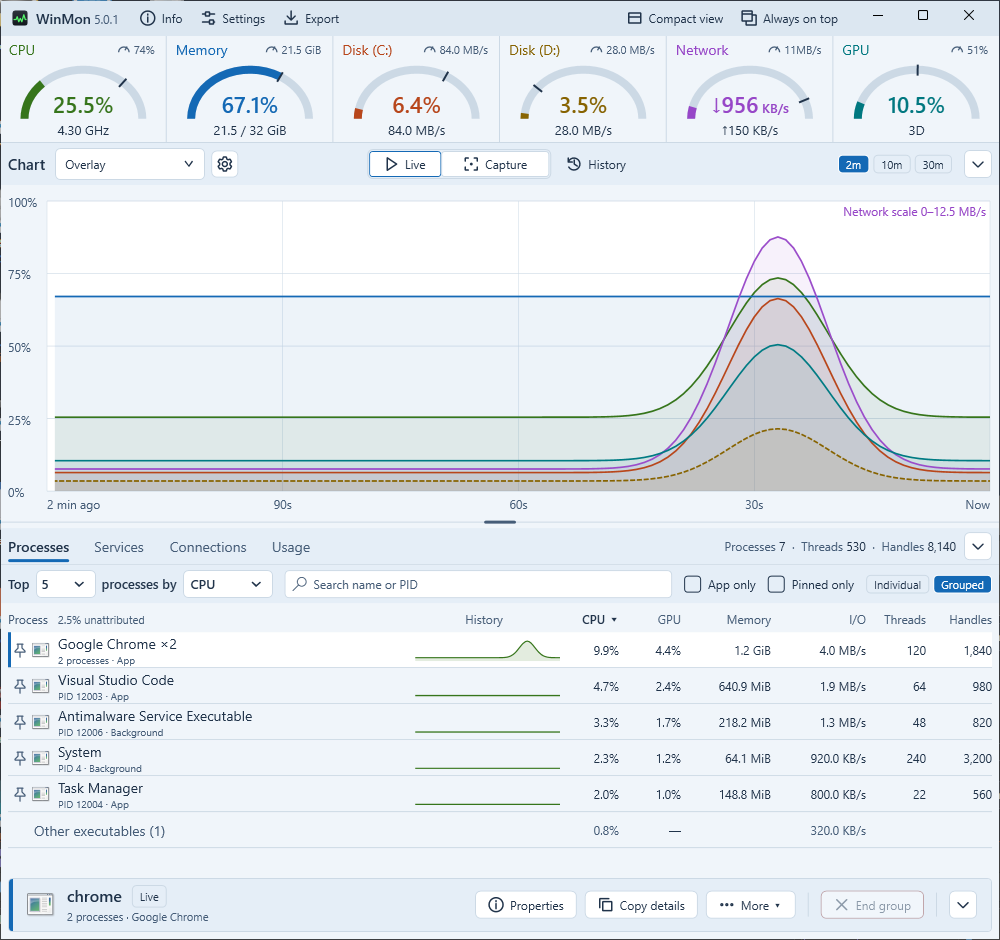 WinMon 5.0.1 Info Settings Export Compact view Always on top
CPU 74% Memory 21.5 GiB Disk (C:) 84.0 MB/s Disk (D:) 28.0 MB/s Network 11MB/s GPU 51%
25.5% 67.1% 6.4% 3.5% ↓956 KB/s 10.5%
4.30 GHz 21.5 / 32 GiB 84.0 MB/s 28.0 MB/s ↑150 KB/s 3D
Chart Overlay Live Capture History 2m 10m 30m
100% Network scale 0–12.5 MB/s
75%
50%
25%
0%
2 min ago 90s 60s 30s Now
Processes Services Connections Usage Processes 7 · Threads 530 · Handles 8,140
Top 5 processes by CPU Search name or PID App only Pinned only Individual Grouped
Process 2.5% unattributed History CPU ▼ GPU Memory I/O Threads Handles
Google Chrome ×2 9.9% 4.4% 1.2 GiB 4.0 MB/s 120 1,840
2 processes · App
Visual Studio Code 4.7% 2.4% 640.9 MiB 1.9 MB/s 64 980
PID 12003 · App
Antimalware Service Executable 3.3% 1.7% 218.2 MiB 1.3 MB/s 48 820
PID 12006 · Background
System 2.3% 1.2% 64.1 MiB 920.0 KB/s 240 3,200
PID 4 · Background
Task Manager 2.0% 1.0% 148.8 MiB 800.0 KB/s 22 560
PID 12004 · App
Other executables (1) 0.8% — 320.0 KB/s
chrome Live
2 processes · Google Chrome Properties Copy details More End group